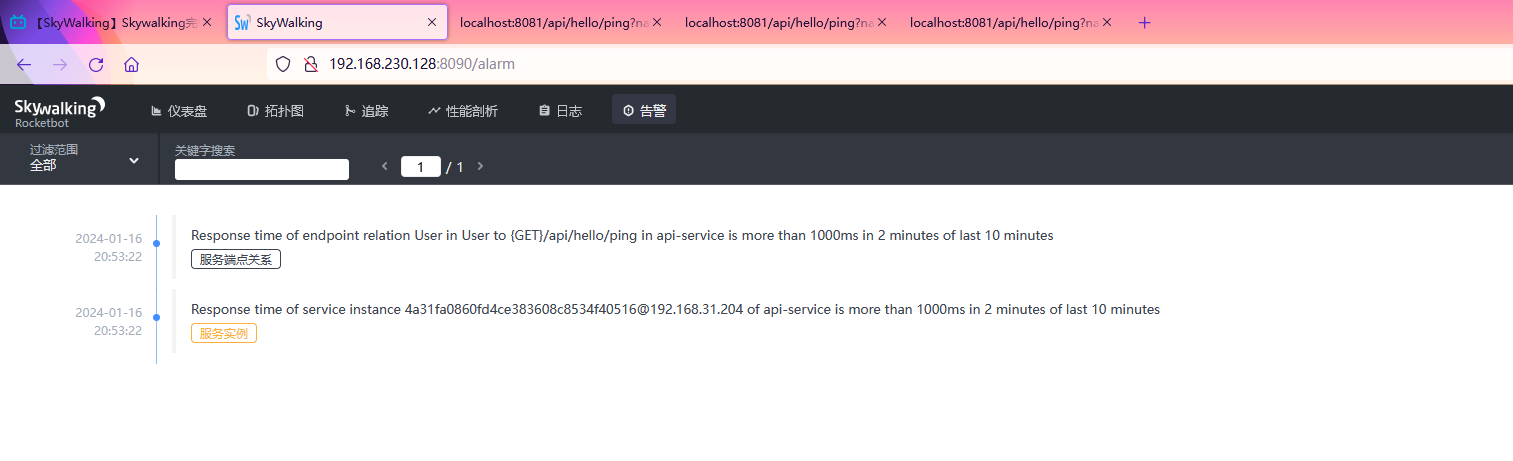 【SkyWalking】Skywalking完
SkyWalking
localhost:8081/api/hello/ping?na
localhost:8081/api/hello/ping?na
localhost:8081/api/hello/ping?na
192.168.230.128:8090/alarm
Skywalking
Rocketbot
仪表盘
拓扑图
追踪
性能剖析
日志
告警
过滤范围
全部
关键字搜索
1 / 1
2024-01-16
20:53:22
Response time of endpoint relation User in User to {GET}/api/hello/ping in api-service is more than 1000ms in 2 minutes of last 10 minutes
服务端点关系
2024-01-16
20:53:22
Response time of service instance 4a31fa0860fd4ce383608c8534f40516@192.168.31.204 of api-service is more than 1000ms in 2 minutes of last 10 minutes
服务实例